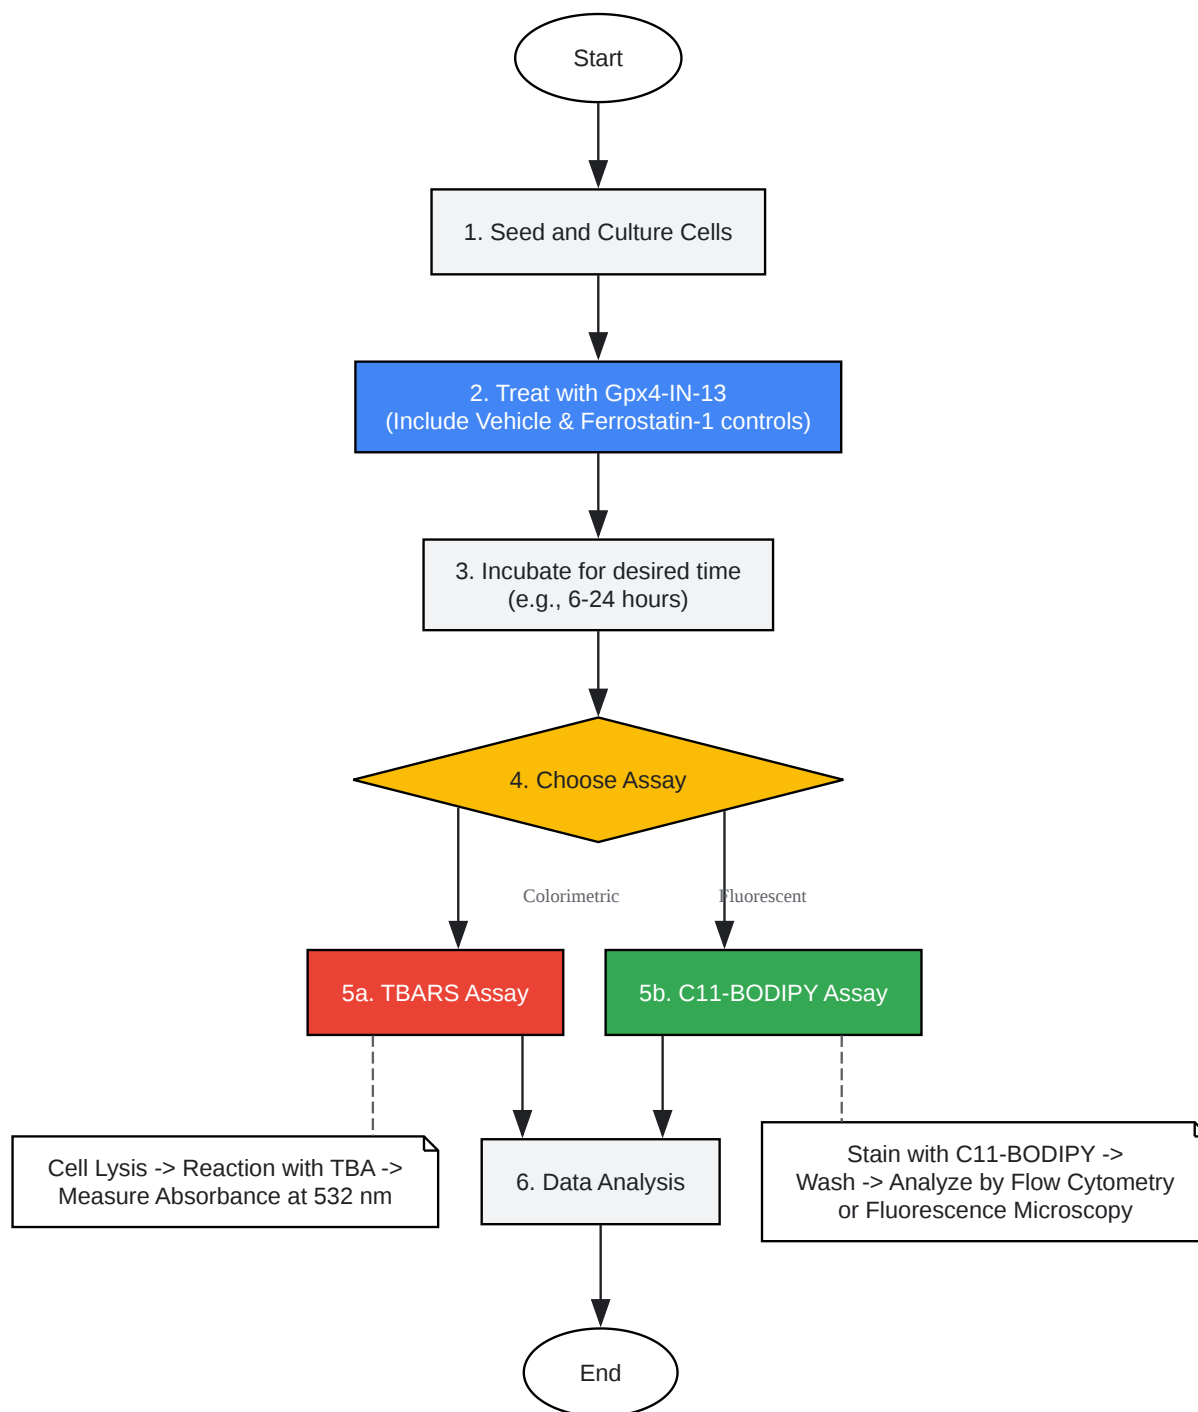 Start
1. Seed and Culture Cells
2. Treat with Gpx4-IN-13
(Include Vehicle & Ferrostatin-1 controls)
3. Incubate for desired time
(e.g., 6-24 hours)
4. Choose Assay
Colorimetric
Fluorescent
5a. TBARS Assay
5b. C11-BODIPY Assay
Cell Lysis -> Reaction with TBA ->
Measure Absorbance at 532 nm
6. Data Analysis
Stain with C11-BODIPY ->
Wash -> Analyze by Flow Cytometry
or Fluorescence Microscopy
End